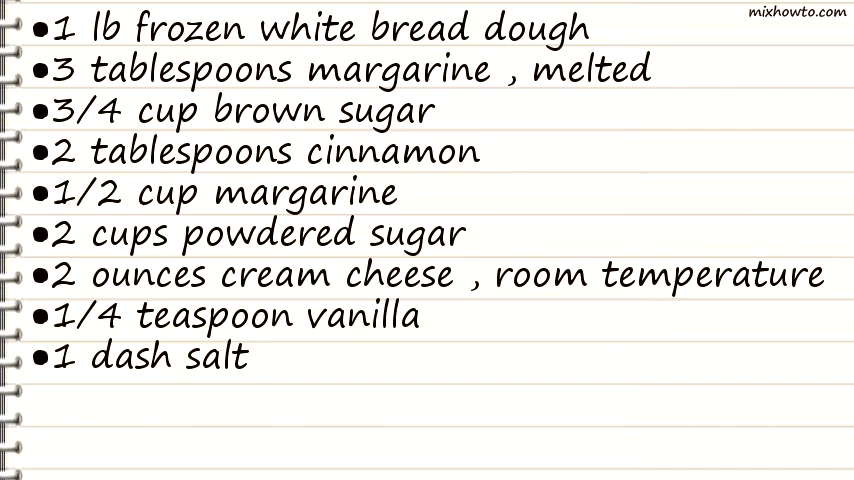 mixhowto.com
•1 lb frozen white bread dough
•3 tablespoons margarine , melted
•3/4 cup brown sugar
•2 tablespoons cinnamon
•1/2 cup margarine
•2 cups powdered sugar
•2 ounces cream cheese , room temperature
•1/4 teaspoon vanilla
•1 dash salt